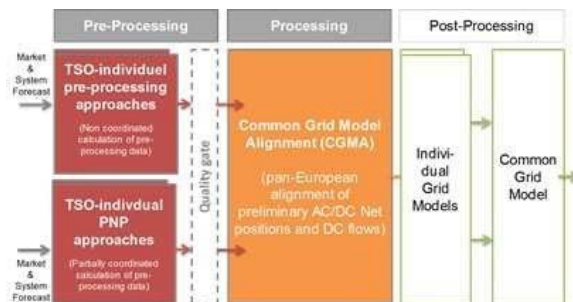 Pre-Processing
Processing
Post-Processing
Market
&
System
Forecast
TSO-individuel
pre-processing
approaches
(Non coordinated calculation of pre-
processing data)
TSO-indivdual
PNP
approaches
(Partially coordinated
calculation of pre-
processing data)
Market
&
System
Forecast
Quality gate
Common Grid Model
Alignment (CGMA)
(pan-European
alignment of
preliminary AC/DC Net
positions and DC flows)
Indivi-
dual
Grid
Models
Common
Grid
Model